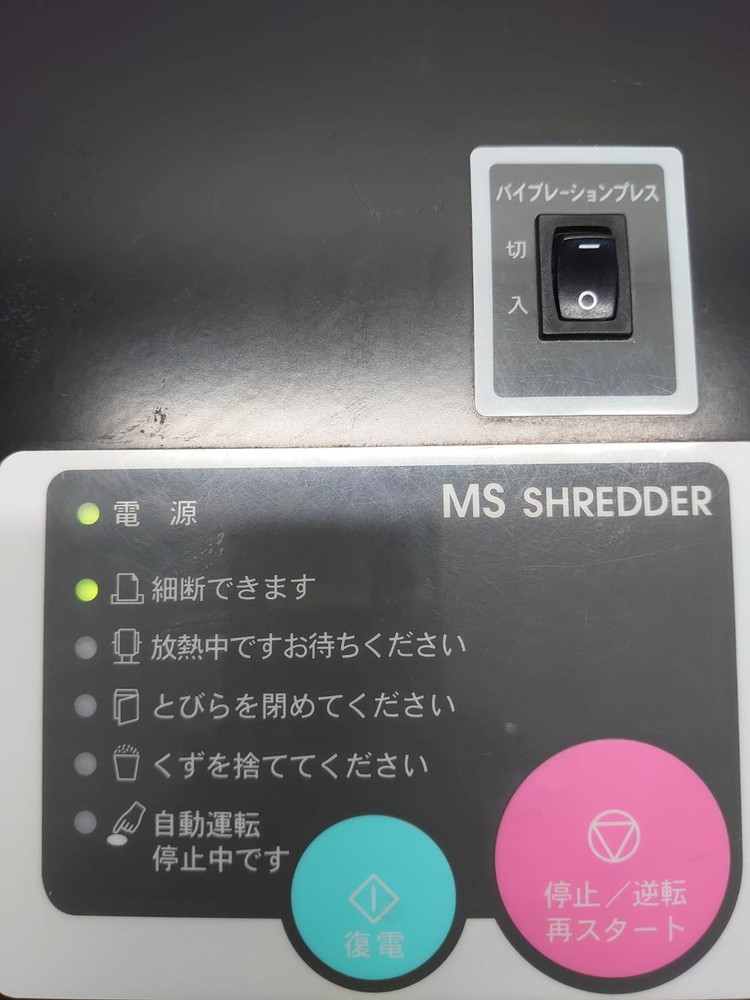 バイブレーションプレス
切
入
MS SHREDDER
電源
細断できます
放熱中ですお待ちください
とびらを閉めてください
くずを捨ててください
自動運転
停止中です
復電
停止／逆転
再スタート